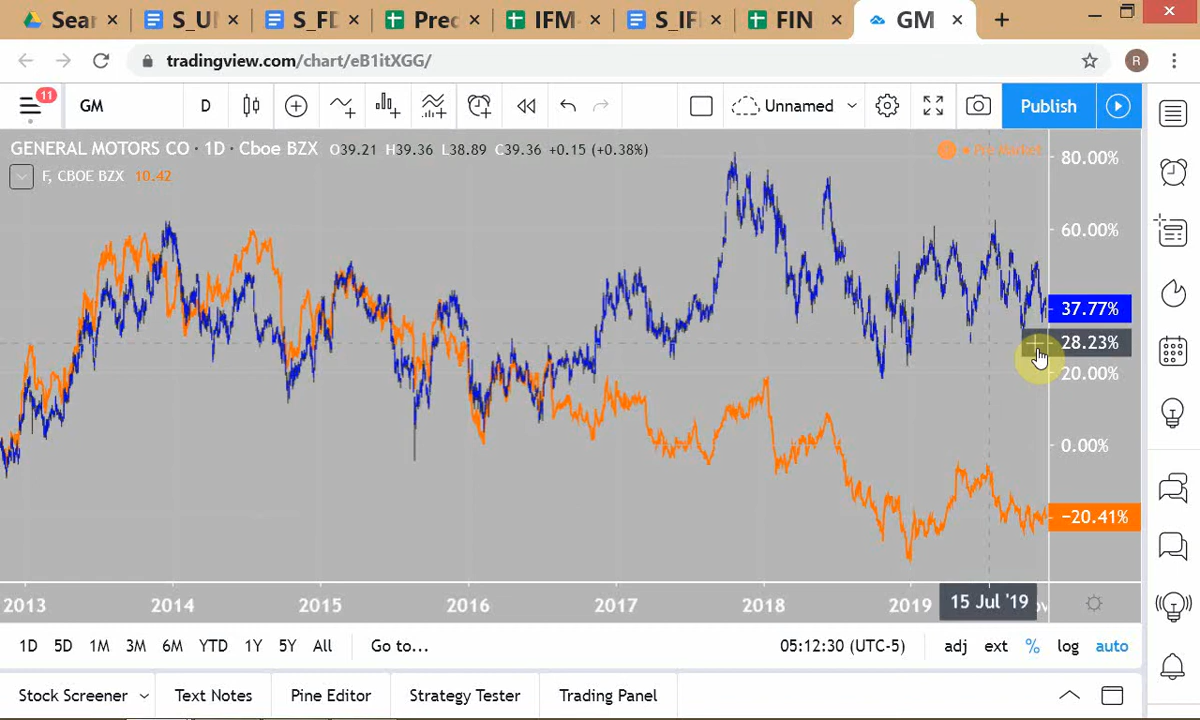 Sear
S_UI
S_FD
Prec
IFM-
S_IF
FIN
GM
tradingview.com/chart/eB1itXGG/
R
11
GM
D
Unnamed
Publish
GENERAL MOTORS CO · 1D · Cboe BZX O39.21 H39.36 L38.89 C39.36 +0.15 (+0.38%)
Pre Market
F, CBOE BZX 10.42
80.00%
60.00%
37.77%
28.23%
20.00%
0.00%
−20.41%
2013 2014 2015 2016 2017 2018 2019 15 Jul '19
1D 5D 1M 3M 6M YTD 1Y 5Y All Go to... 05:12:30 (UTC-5) adj ext % log auto
Stock Screener Text Notes Pine Editor Strategy Tester Trading Panel